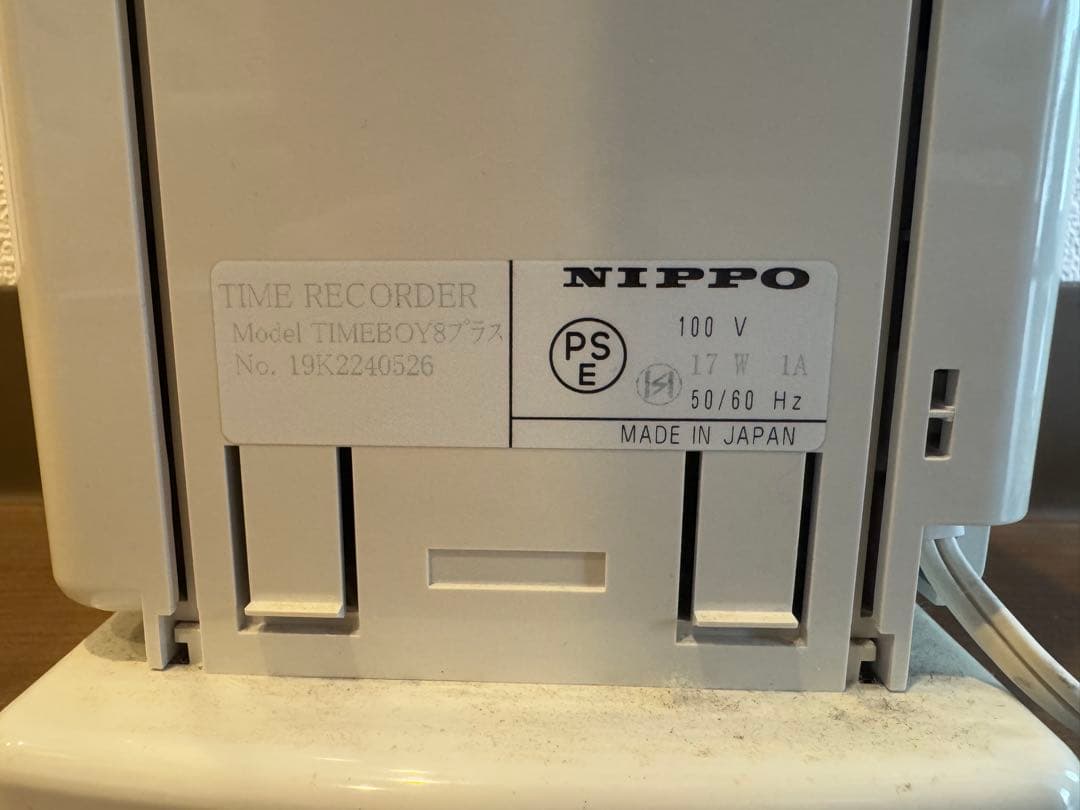 TIME RECORDER
Model TIMEBOY8プラス
No. 19K2240526
NIPPO
PS
E
100 V
17 W 1A
50/60 Hz
MADE IN JAPAN